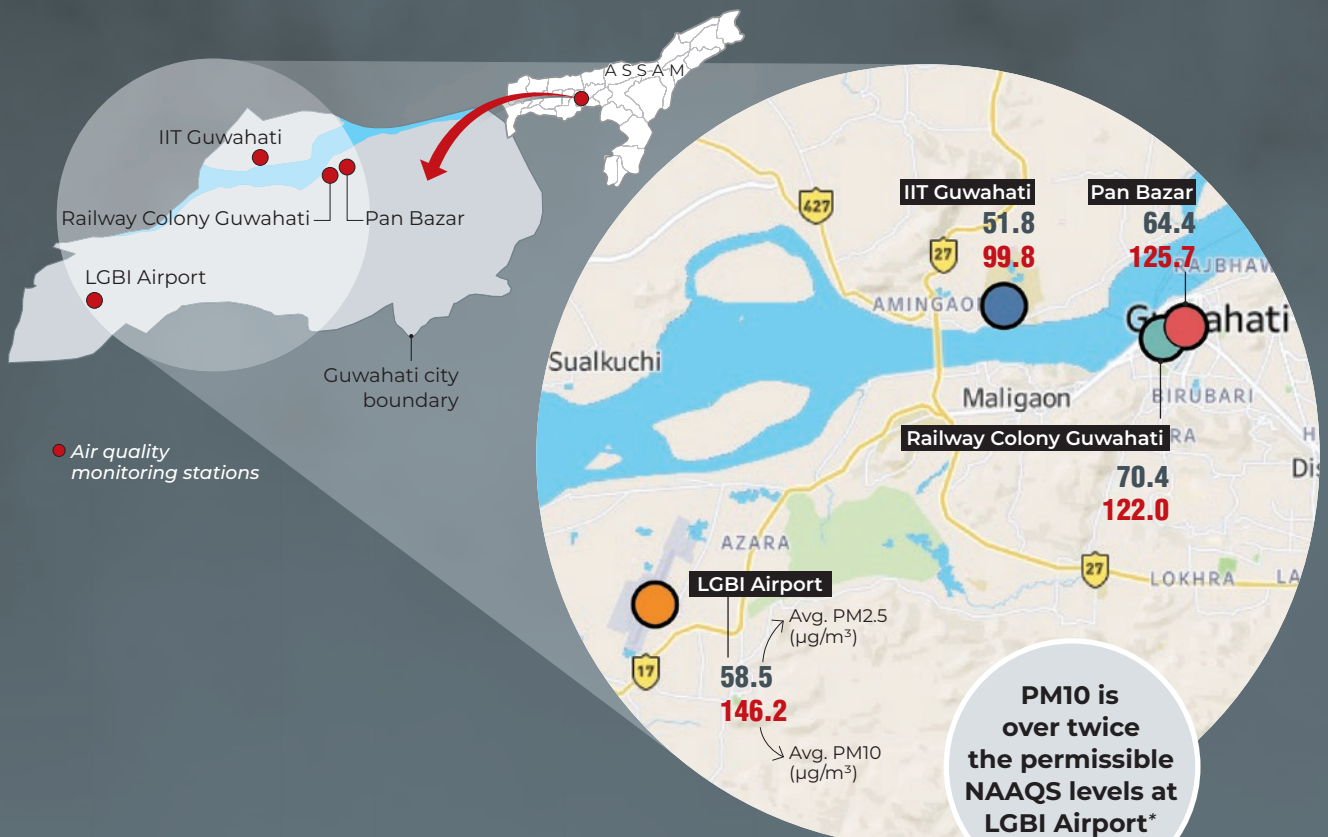 ASSAM
IIT Guwahati
Railway Colony Guwahati
Pan Bazar
LGBI Airport
Guwahati city
boundary
Air quality
monitoring stations
IIT Guwahati
51.8
99.8
Pan Bazar
64.4
125.7
427
27
RAJBHAW
AMINGAO
Sualkuchi
Maligaon
BIRUBARI
Railway Colony Guwahati
70.4
122.0
AZARA
LGBI Airport
Avg. PM2.5
(µg/m³)
58.5
146.2
Avg. PM10
(µg/m³)
17
27
LOKHRA
LA
PM10 is
over twice
the permissible
NAAQS levels at
LGBI Airport*